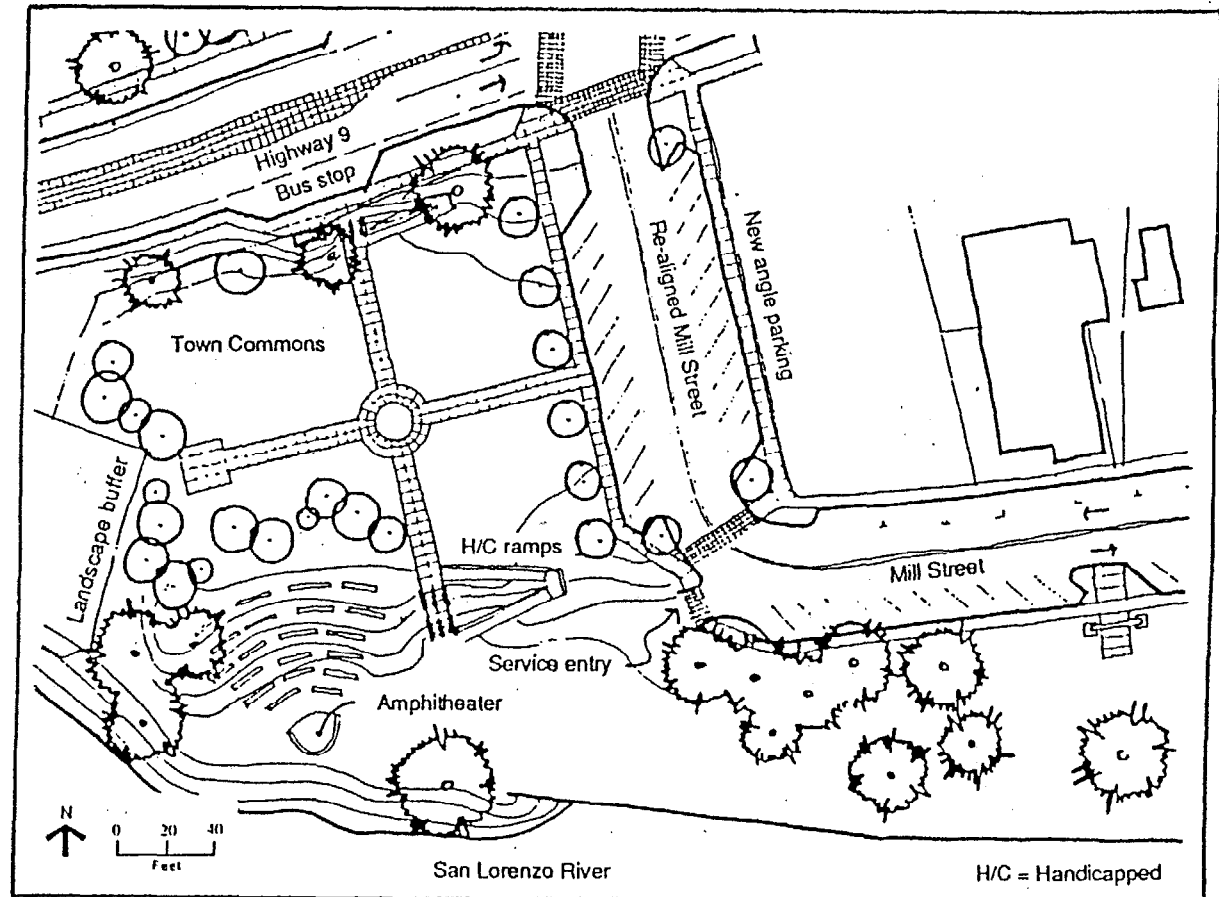 Highway 9
Bus stop
Town Commons
Re-aligned Mill Street
New angle parking
Landscape buffer
H/C ramps
Mill Street
Service entry
Amphitheater
N
0 20 40
Feet
San Lorenzo River
H/C = Handicapped